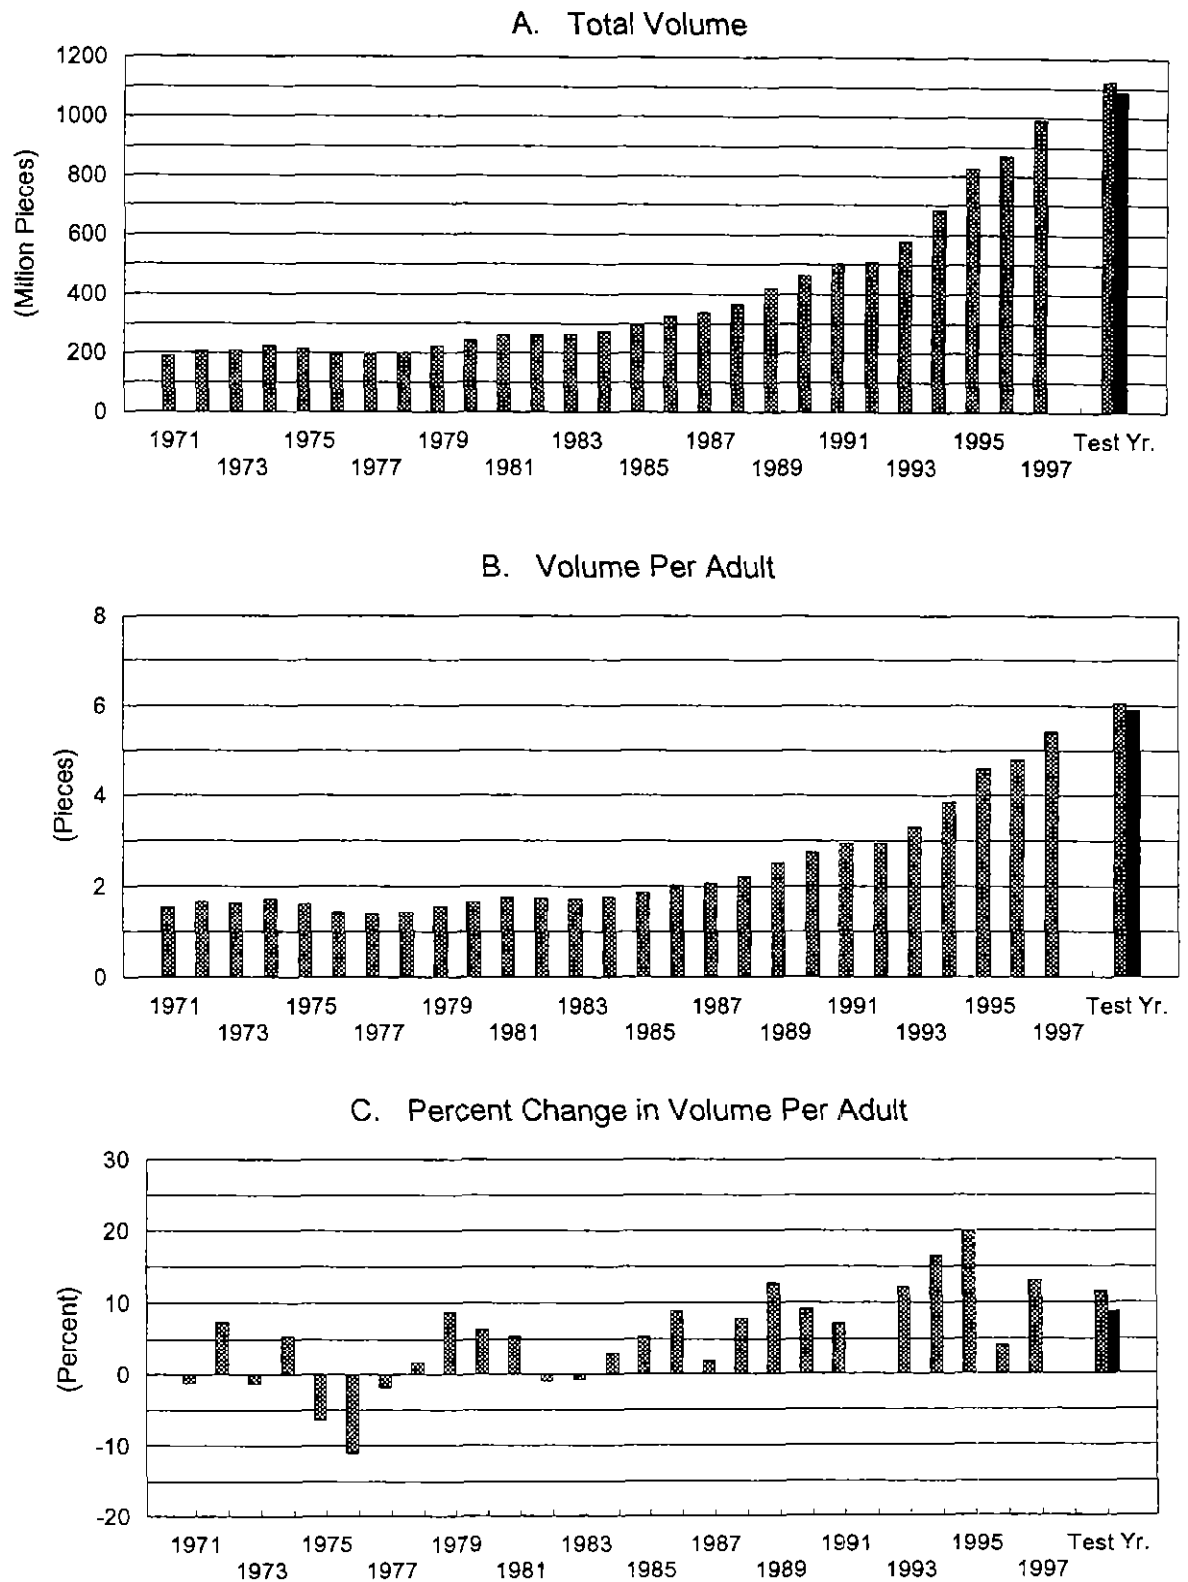 A. Total Volume
1200
1000
800
600
400
200
0
(Million Pieces)
1971 1975 1979 1983 1987 1991 1995 Test Yr.
1973 1977 1981 1985 1989 1993 1997
B. Volume Per Adult
8
6
4
2
0
(Pieces)
1971 1975 1979 1983 1987 1991 1995 Test Yr.
1973 1977 1981 1985 1989 1993 1997
C. Percent Change in Volume Per Adult
30
20
10
0
-10
-20
(Percent)
1971 1975 1979 1983 1987 1991 1995 Test Yr.
1973 1977 1981 1985 1989 1993 1997